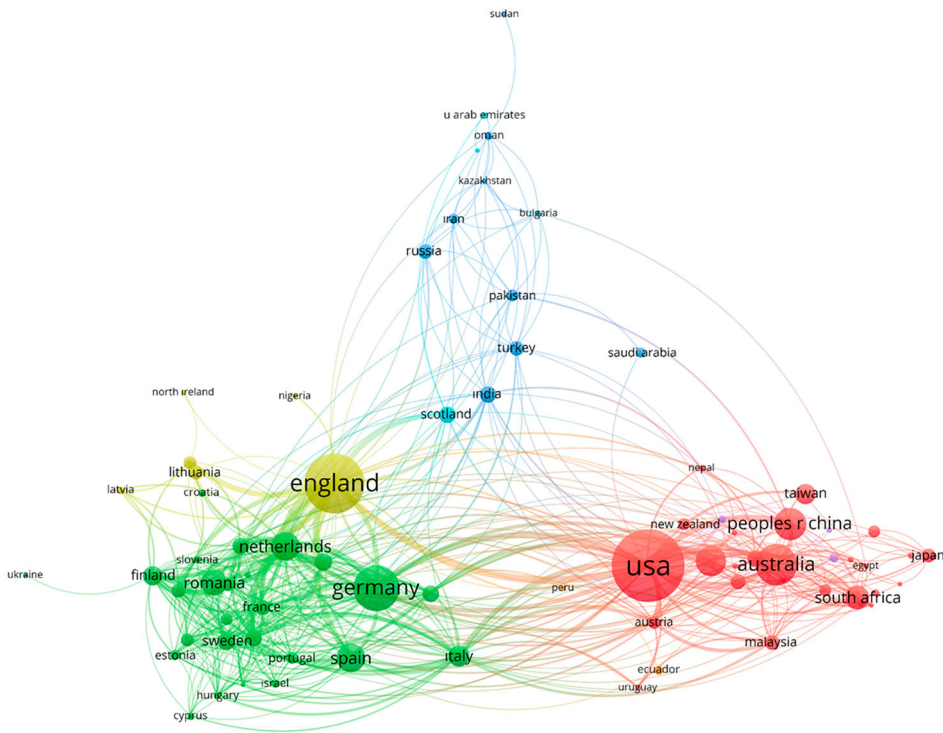 sudan
u arab emirates
oman
kazakhstan
bulgaria
iran
russia
pakistan
turkey
saudi arabia
north ireland
nigeria
india
scotland
lithuania
latvia
croatia
england
nepal
taiwan
new zealand
peoples r china
netherlands
slovenia
ukraine
finland
romania
germany
france
usa
australia
egypt
japan
peru
south africa
sweden
estonia
portugal
spain
italy
austria
malaysia
israel
hungary
cyprus
ecuador
uruguay